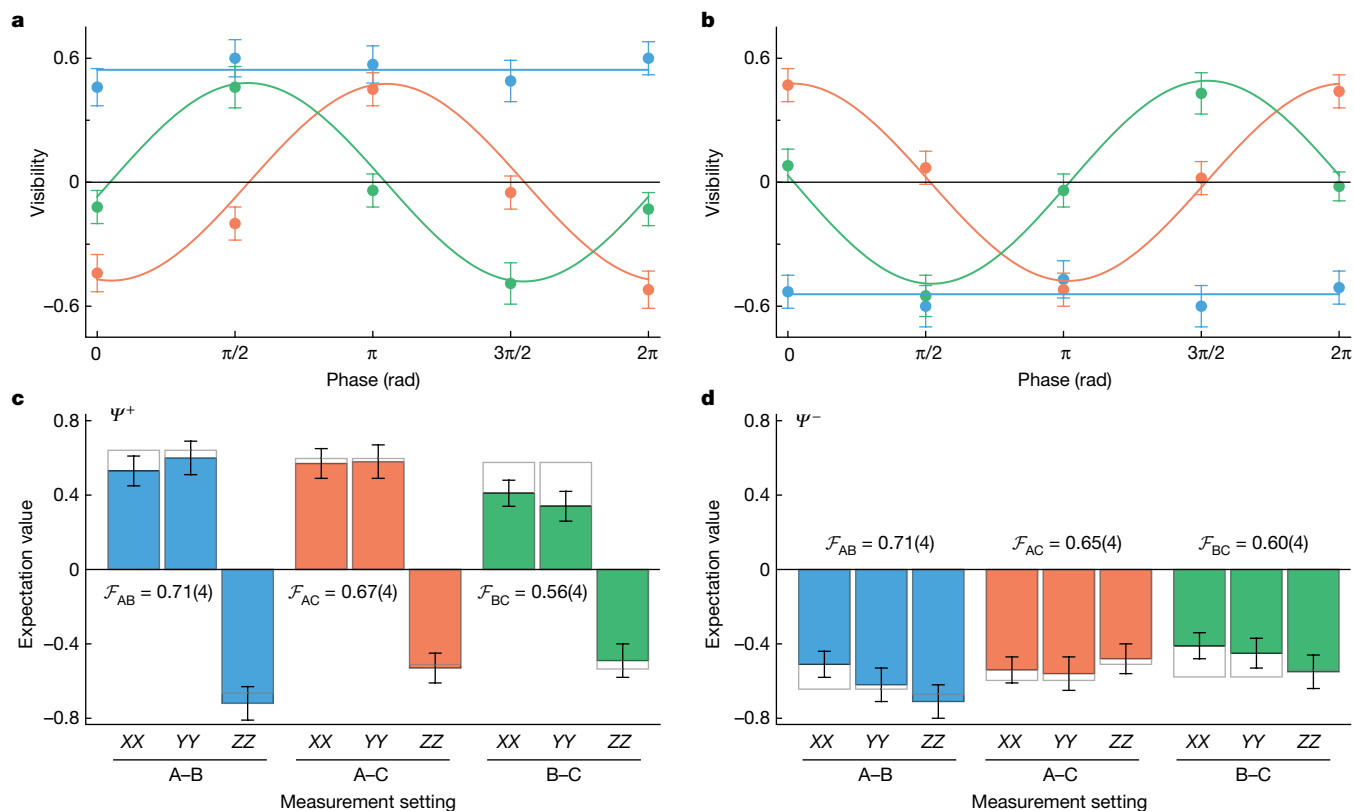 a
b
0.6
0
−0.6
Visibility
0 π/2 π 3π/2 2π
Phase (rad)
0.6
0
−0.6
Visibility
0 π/2 π 3π/2 2π
Phase (rad)
c
d
Ψ+
0.8
0.4
0
−0.4
−0.8
Expectation value
ℱAB = 0.71(4) ℱAC = 0.67(4) ℱBC = 0.56(4)
XX YY ZZ XX YY ZZ XX YY ZZ
A–B A–C B–C
Measurement setting
Ψ−
0.8
0.4
0
−0.4
−0.8
Expectation value
ℱAB = 0.71(4) ℱAC = 0.65(4) ℱBC = 0.60(4)
XX YY ZZ XX YY ZZ XX YY ZZ
A–B A–C B–C
Measurement setting